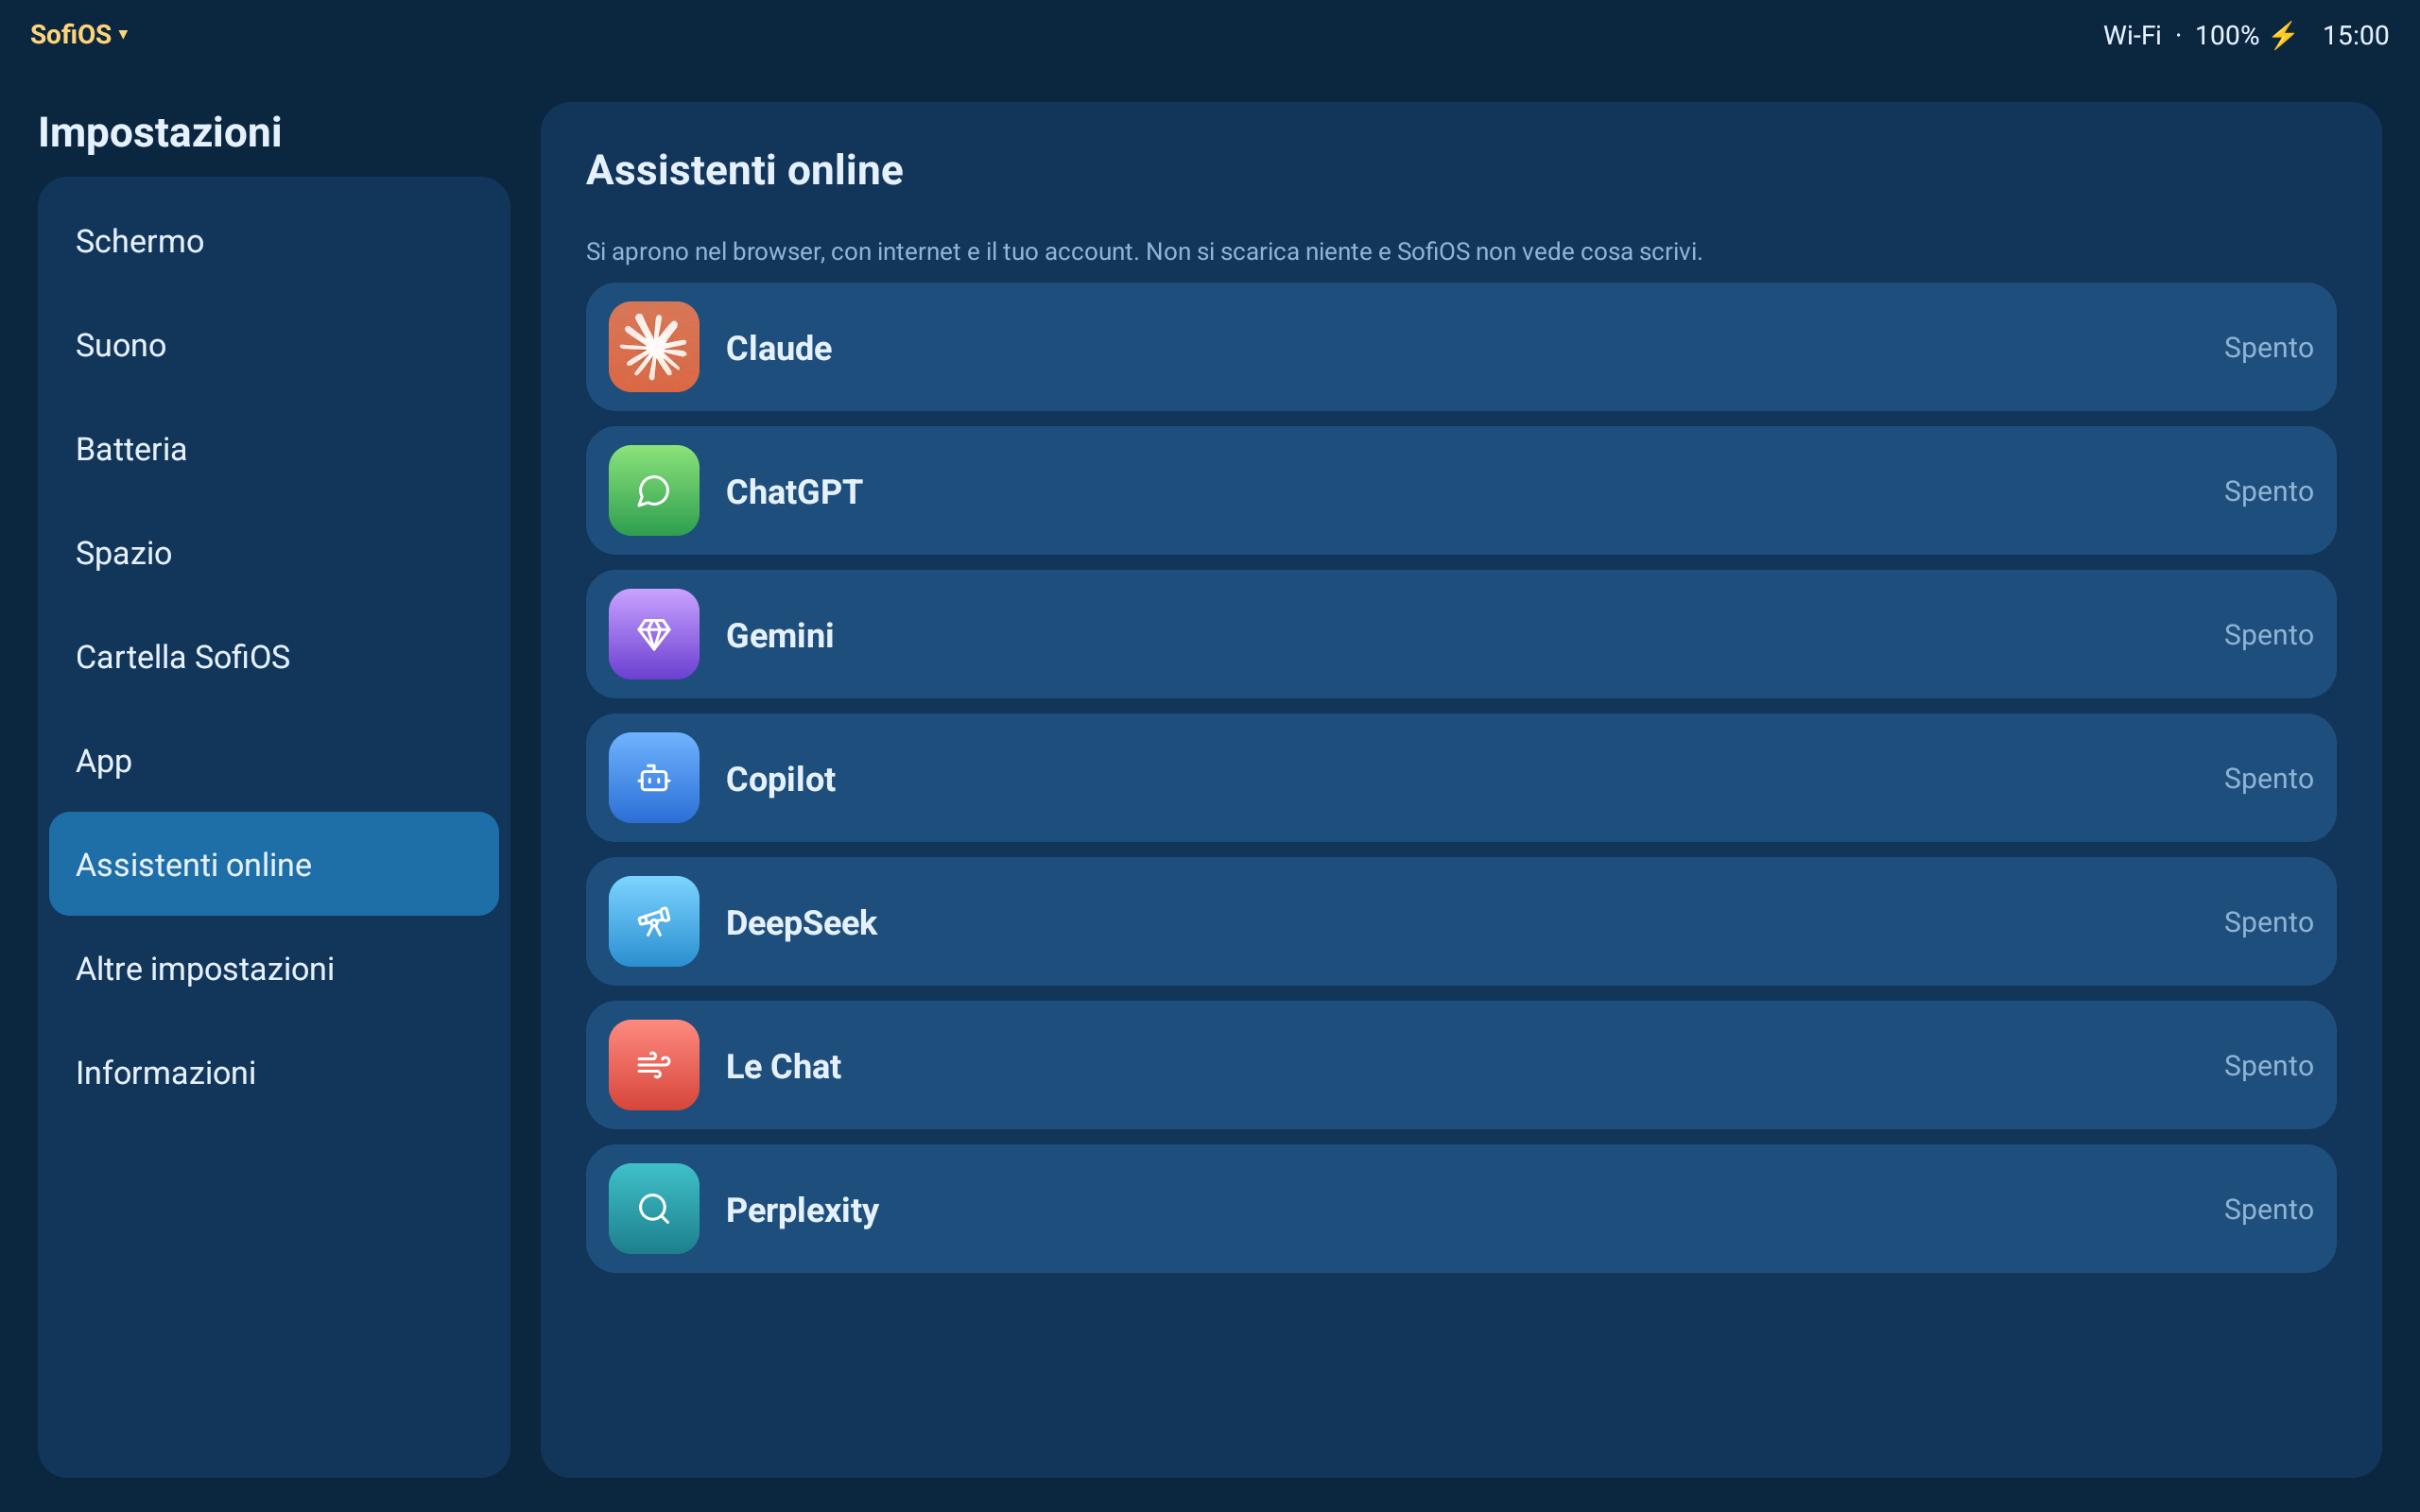 SofiOS ▾
Wi-Fi · 100% ⚡ 15:00
Impostazioni
Schermo
Suono
Batteria
Spazio
Cartella SofiOS
App
Assistenti online
Altre impostazioni
Informazioni
Assistenti online
Si aprono nel browser, con internet e il tuo account. Non si scarica niente e SofiOS non vede cosa scrivi.
Claude Spento
ChatGPT Spento
Gemini Spento
Copilot Spento
DeepSeek Spento
Le Chat Spento
Perplexity Spento